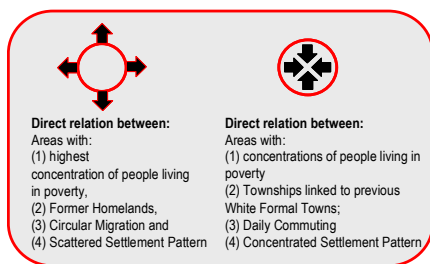 Direct relation between:
Areas with:
(1) highest
concentration of people living
in poverty,
(2) Former Homelands,
(3) Circular Migration and
(4) Scattered Settlement Pattern
Direct relation between:
Areas with:
(1) concentrations of people living in
poverty
(2) Townships linked to previous
White Formal Towns;
(3) Daily Commuting
(4) Concentrated Settlement Pattern